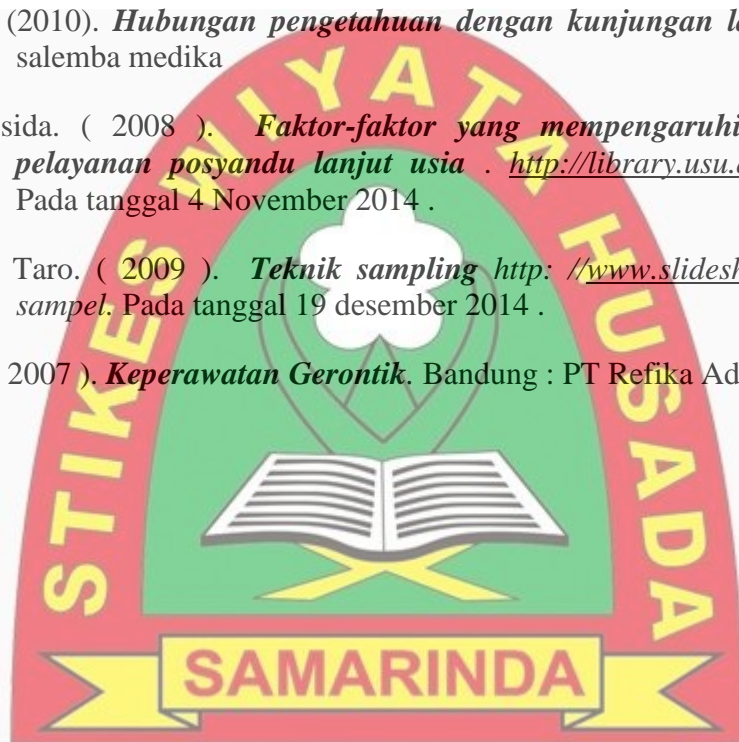 (2010). Hubungan pengetahuan dengan kunjungan
salemba medika
sida. ( 2008 ). Faktor-faktor yang mempengaruhi
pelayanan posyandu lanjut usia . http://library.usu.
Pada tanggal 4 November 2014 .
Taro. ( 2009 ). Teknik sampling http: //www.slidesh
sampel. Pada tanggal 19 desember 2014 .
2007 ). Keperawatan Gerontik. Bandung : PT Refika Ad
STIKES WIYATA HUSADA
SAMARINDA